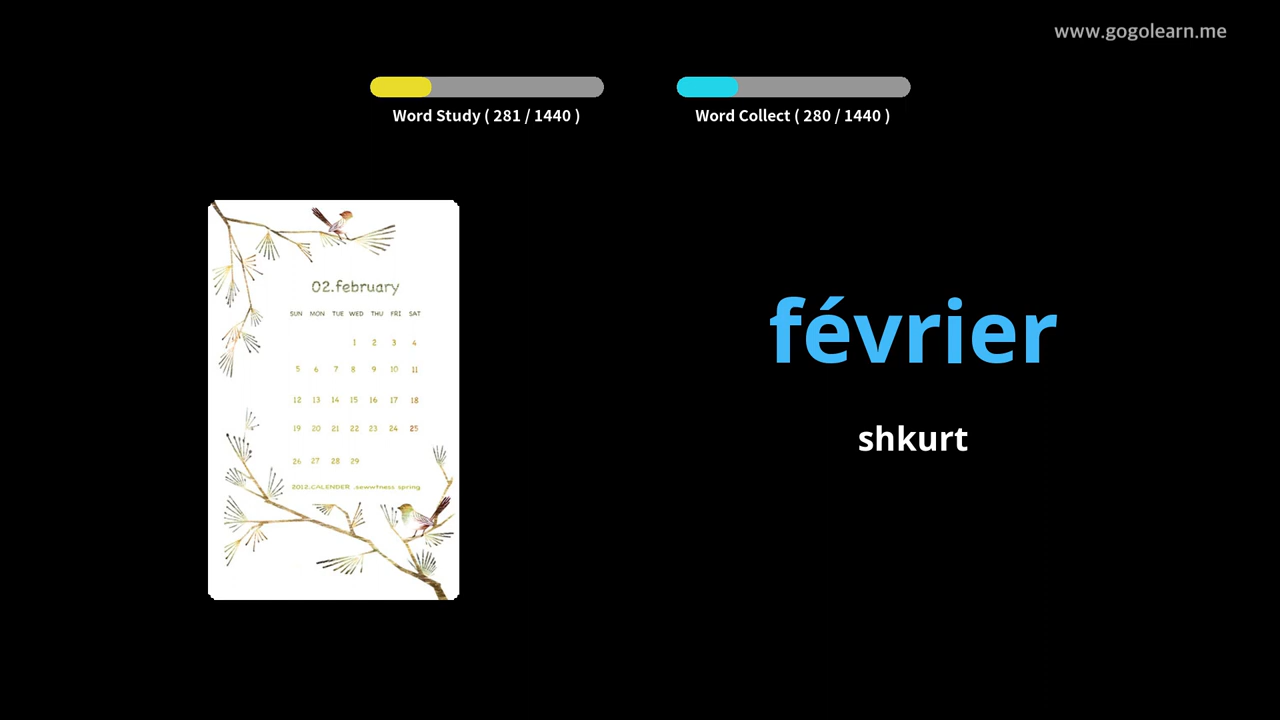 www.gogolearn.me
Word Study ( 281 / 1440 )
Word Collect ( 280 / 1440 )
02.february
SUN MON TUE WED THU FRI SAT
1 2 3 4
5 6 7 8 9 10 11
12 13 14 15 16 17 18
19 20 21 22 23 24 25
26 27 28 29
2012.CALENDER .sewwtness spring
février
shkurt